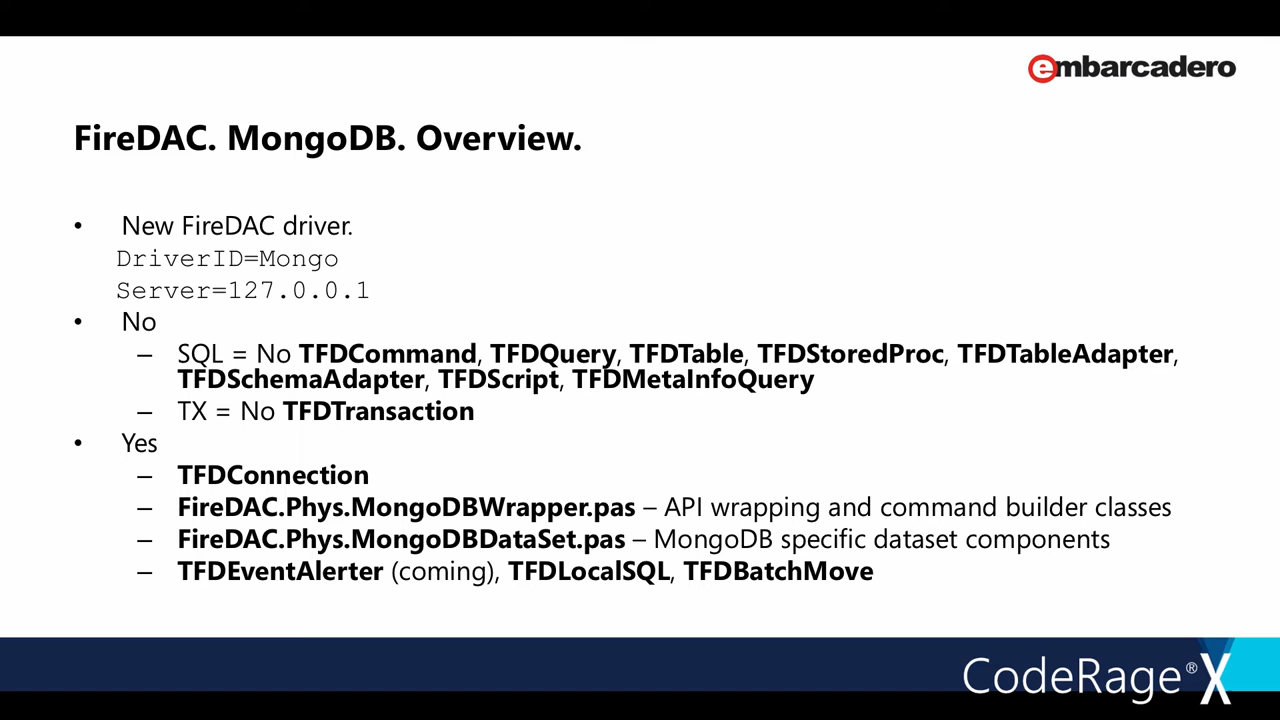 embarcadero
FireDAC. MongoDB. Overview.
• New FireDAC driver.
DriverID=Mongo
Server=127.0.0.1
• No
– SQL = No TFDCommand, TFDQuery, TFDTable, TFDStoredProc, TFDTableAdapter,
TFDSchemaAdapter, TFDScript, TFDMetaInfoQuery
– TX = No TFDTransaction
• Yes
– TFDConnection
– FireDAC.Phys.MongoDBWrapper.pas – API wrapping and command builder classes
– FireDAC.Phys.MongoDBDataSet.pas – MongoDB specific dataset components
– TFDEventAlerter (coming), TFDLocalSQL, TFDBatchMove
CodeRage® X